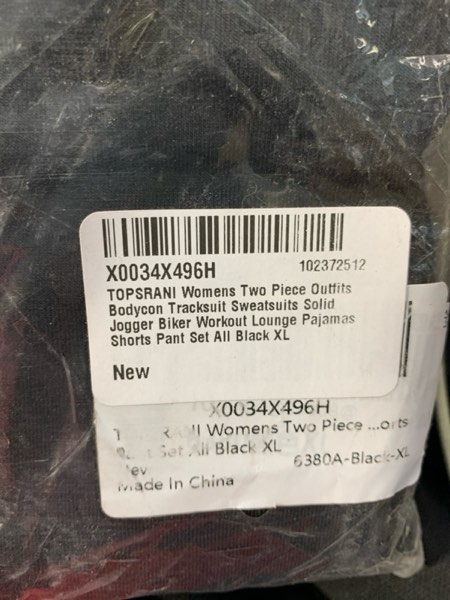 X0034X496H 102372512
TOPSRANI Womens Two Piece Outfits
Bodycon Tracksuit Sweatsuits Solid
Jogger Biker Workout Lounge Pajamas
Shorts Pant Set All Black XL
New
X0034X496H
Womens Two Piece ...orts
Set All Black XL
6380A-Black-XL
Made In China